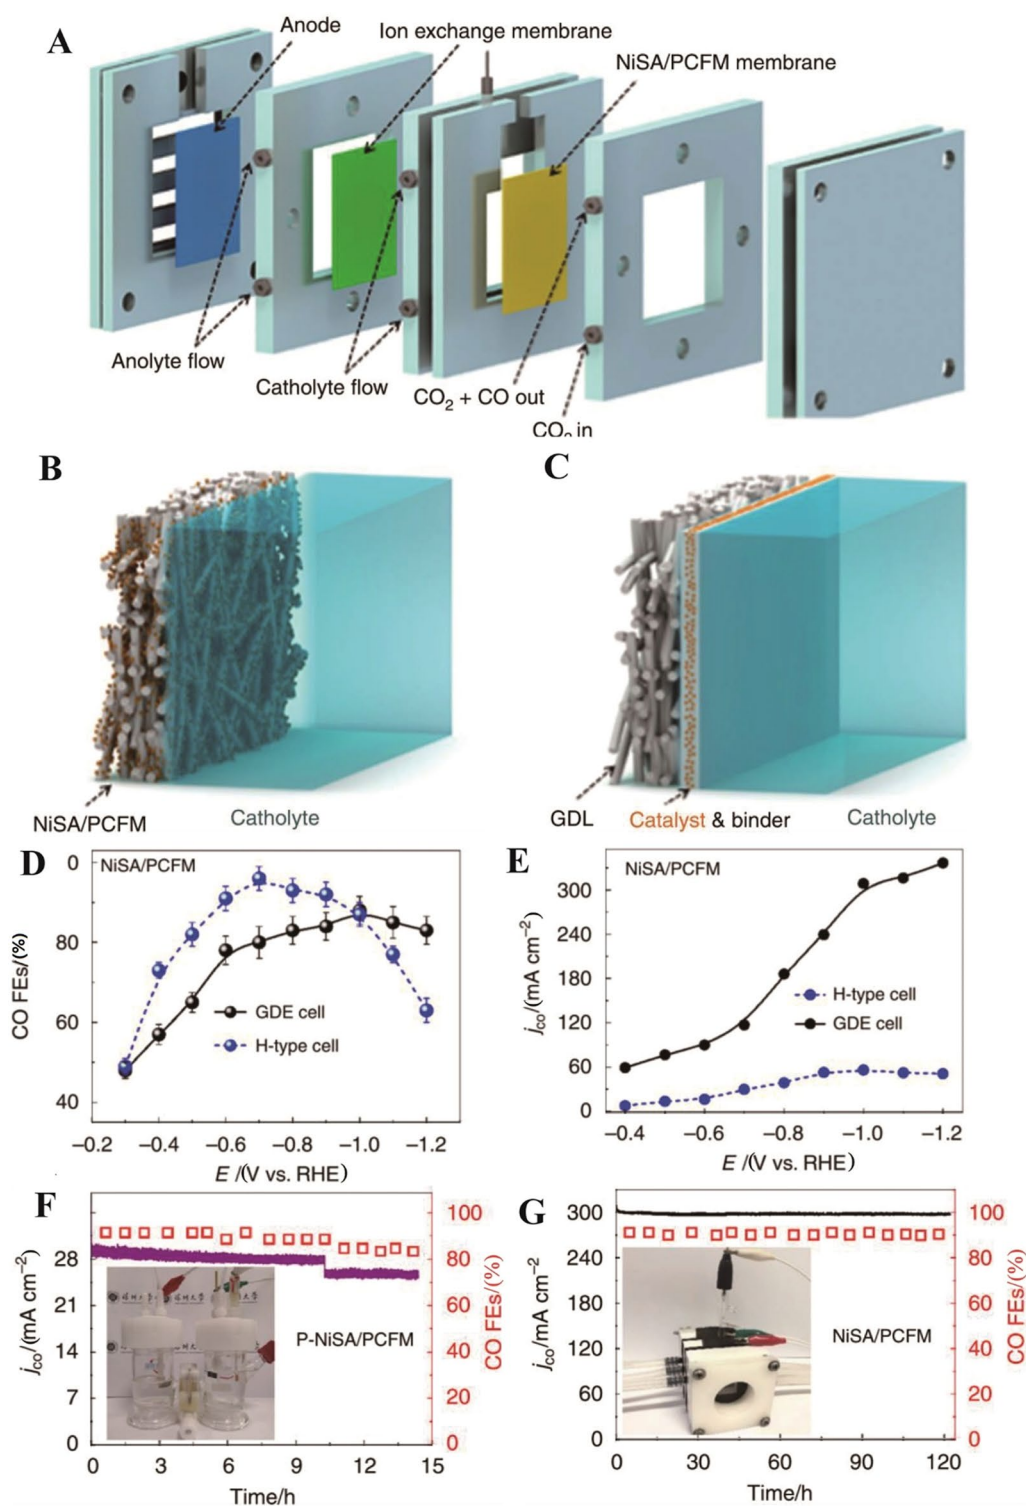 A
Anode
Ion exchange membrane
NiSA/PCFM membrane
Anolyte flow
Catholyte flow
CO₂ + CO out
CO₂ in
B
NiSA/PCFM
Catholyte
C
GDL
Catalyst & binder
Catholyte
D
NiSA/PCFM
0
80
60
40
CO FEs/(%)
GDE cell
H-type cell
−0.2
−0.4
−0.6
−0.8
−1.0
−1.2
E /(V vs. RHE)
E
NiSA/PCFM
300
240
180
120
60
0
jco/(mA cm⁻²)
H-type cell
GDE cell
−0.4
−0.6
−0.8
−1.0
−1.2
E /(V vs. RHE)
F
28
21
14
7
0
jco/(mA cm⁻²)
100
80
60
40
20
0
CO FEs/(%)
P-NiSA/PCFM
0
3
6
9
12
15
Time/h
G
300
240
180
120
60
0
jco/(mA cm⁻²
100
80
60
40
20
0
CO FEs/(%)
NiSA/PCFM
0
30
60
90
120
Time/h